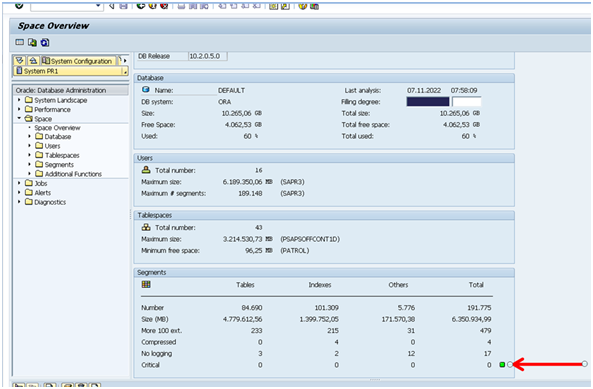 Space Overview
System Configuration
System PR1
Oracle: Database Administration
System Landscape
Performance
Space
Space Overview
Database
Users
Tablespaces
Segments
Additional Functions
Jobs
Alerts
Diagnostics
DB Release 10.2.0.5.0
Database
Name: DEFAULT Last analysis: 07.11.2022 07:58:09
DB system: ORA Filling degree:
Size: 10.265,06 GB Total size: 10.265,06 GB
Free Space: 4.062,53 GB Total free space: 4.062,53 GB
Used: 60 % Total used: 60 %
Users
Total number: 16
Maximum size: 6.189.350,06 MB (SAPR3)
Maximum # segments: 189.148 (SAPR3)
Tablespaces
Total number: 43
Maximum size: 3.214.530,73 MB (PSAPSOFFCONT1D)
Minimum free space: 96,25 MB (PATROL)
Segments
Tables Indexes Others Total
Number 84.690 101.309 5.776 191.775
Size (MB) 4.779.612,56 1.399.752,05 171.570,38 6.350.934,99
More 100 ext. 233 215 31 479
Compressed 0 4 0 4
No logging 3 2 12 17
Critical 0 0 0 0